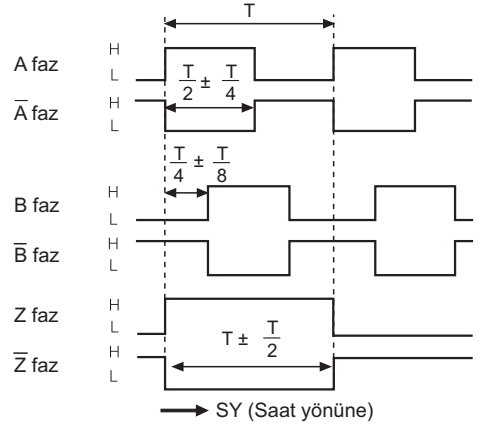 T
A faz H
L
T/2 ± T/4
A̅ faz H
L
T/4 ± T/8
B faz H
L
B̅ faz H
L
Z faz H
L
Z̅ faz H
L
T ± T/2
SY (Saat yönüne)